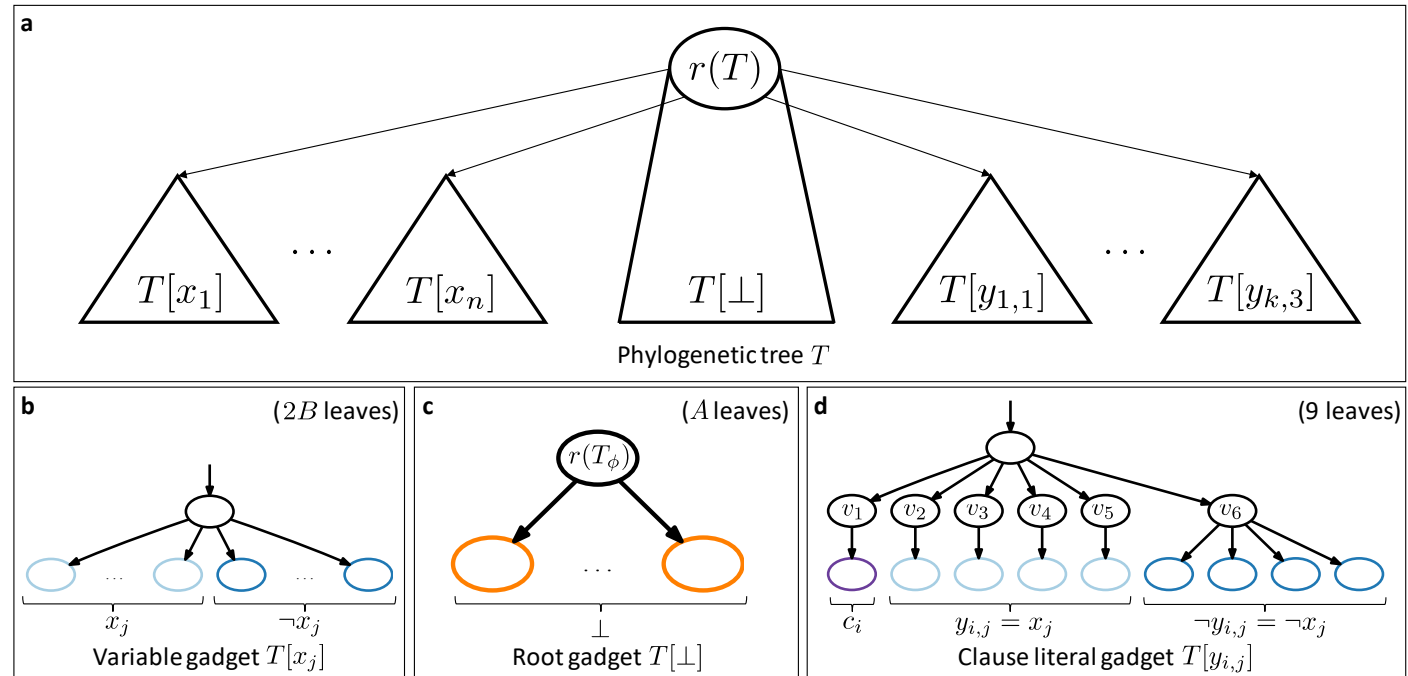 a
r(T)
... ...
T[x_1] T[x_n] T[⊥] T[y_{1,1}] T[y_{k,3}]
Phylogenetic tree T
b (2B leaves)
... ...
x_j ¬x_j
Variable gadget T[x_j]
c (A leaves)
r(T_ϕ)
...
⊥
Root gadget T[⊥]
d (9 leaves)
v_1 v_2 v_3 v_4 v_5 v_6
c_i y_{i,j} = x_j ¬y_{i,j} = ¬x_j
Clause literal gadget T[y_{i,j}]